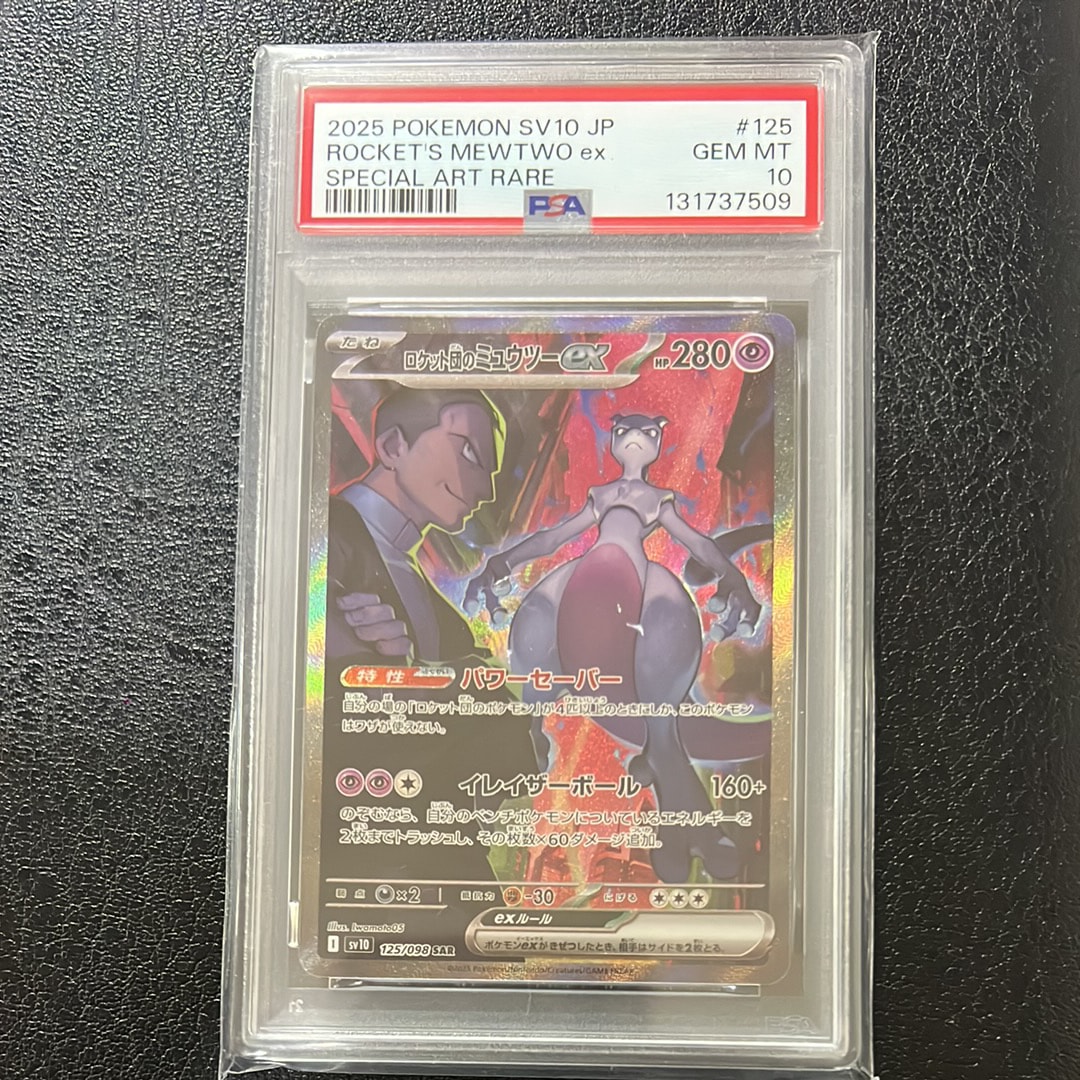 2025 POKEMON SV10 JP #125
ROCKET'S MEWTWO ex GEM MT
SPECIAL ART RARE 10
PSA 131737509
たね ロケット団のミュウツーex HP280
特性 パワーセーバー
自分の場の「ロケット団のポケモン」が4匹以上のときにしか、このポケモン
はワザが使えない。
イレイザーボール 160+
のぞむなら、自分のベンチポケモンについているエネルギーを
2枚までトラッシュし、その枚数×60ダメージ追加。
弱点 ×2 抵抗力 -30 にげる
Illus. Iwamoto05
exルール
ポケモンexがきぜつしたとき、相手はサイドを2枚とる。
I sv10 125/098 SAR
©2025 Pokémon/Nintendo/Creatures/GAME FREAK